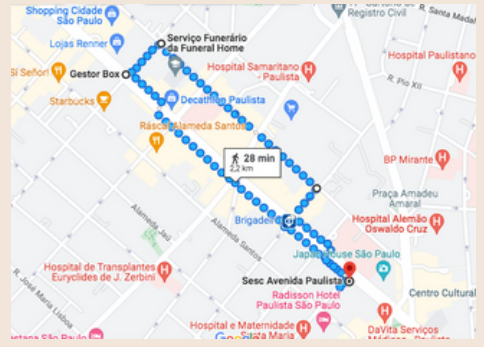 Shopping Cidade
São Paulo
Registro Civil
R. Santa Madal
Lojas Renner
Serviço Funerário
da Funeral Home
Hospital Paulistano
Sí Señor!
Gestor Box
Hospital Samaritano
- Paulista
R. Pio XII
Starbucks
Decathlon Paulista
Ráscal Alameda Santos
BP Mirante
28 min
2,2 km
Praça Amadeu
Amaral
Alameda Jaú
Brigadeiro
Hospital Alemão
Oswaldo Cruz
Alameda Santos
Japan House São Paulo
Hospital de Transplantes
Euryclides de J. Zerbini
Sesc Avenida Paulista
Radisson Hotel
Paulista São Paulo
Centro Cultural
R. José Maria Lisboa
Hospital e Maternidade
Santa Maria
DaVita Serviços
Médicos - Paulista
Google